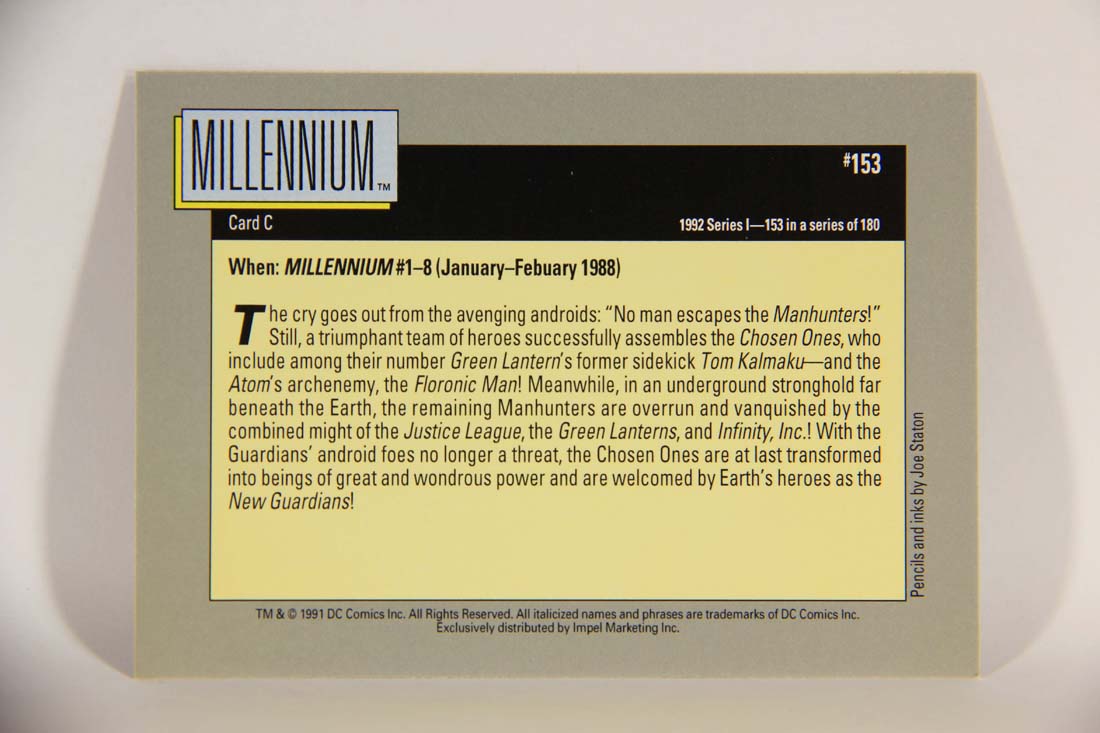 MILLENNIUM TM
#153
Card C
1992 Series I—153 in a series of 180
When: MILLENNIUM #1–8 (January–Febuary 1988)
The cry goes out from the avenging androids: “No man escapes the Manhunters!”
Still, a triumphant team of heroes successfully assembles the Chosen Ones, who
include among their number Green Lantern’s former sidekick Tom Kalmaku—and the
Atom’s archenemy, the Floronic Man! Meanwhile, in an underground stronghold far
beneath the Earth, the remaining Manhunters are overrun and vanquished by the
combined might of the Justice League, the Green Lanterns, and Infinity, Inc.! With the
Guardians’ android foes no longer a threat, the Chosen Ones are at last transformed
into beings of great and wondrous power and are welcomed by Earth’s heroes as the
New Guardians!
Pencils and inks by Joe Staton
TM & © 1991 DC Comics Inc. All Rights Reserved. All italicized names and phrases are trademarks of DC Comics Inc.
Exclusively distributed by Impel Marketing Inc.